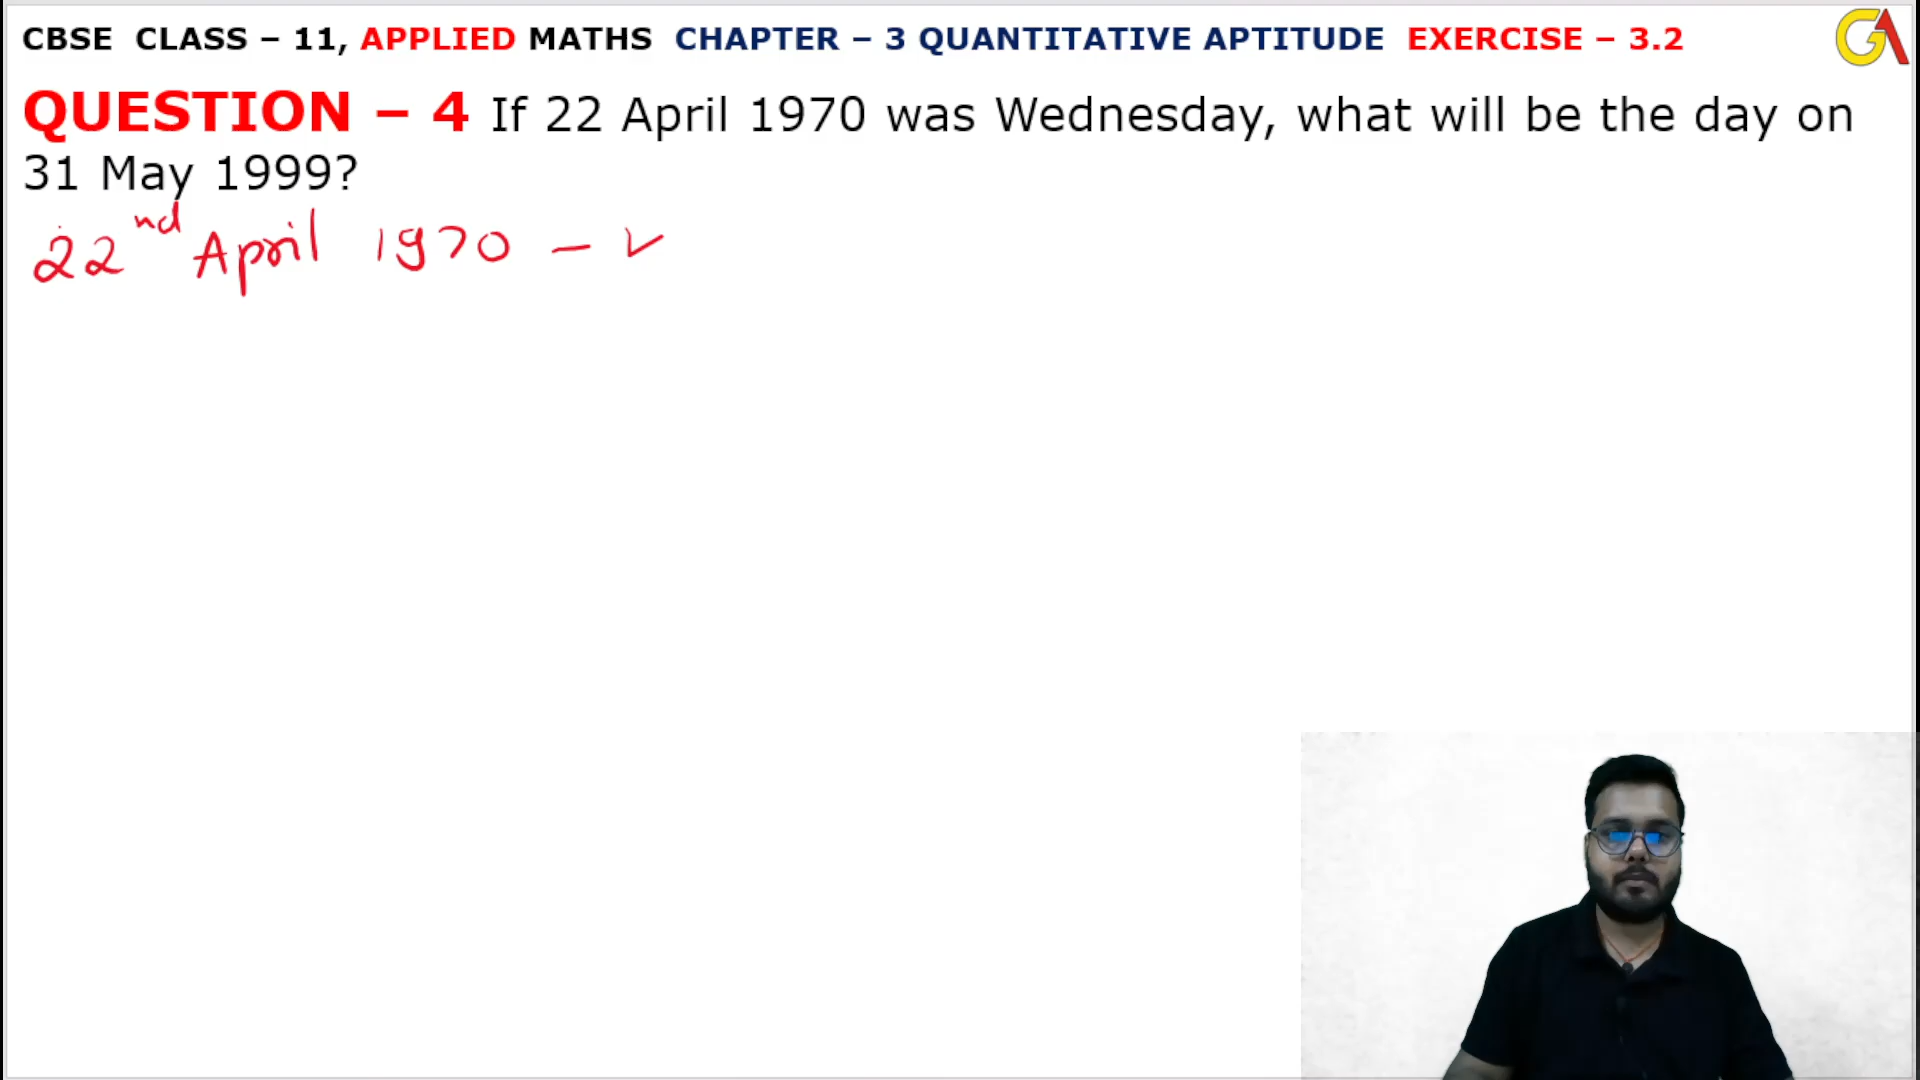 CBSE CLASS – 11, APPLIED MATHS CHAPTER – 3 QUANTITATIVE APTITUDE EXERCISE – 3.2
GA
QUESTION – 4 If 22 April 1970 was Wednesday, what will be the day on
31 May 1999?
22nd April 1970 –